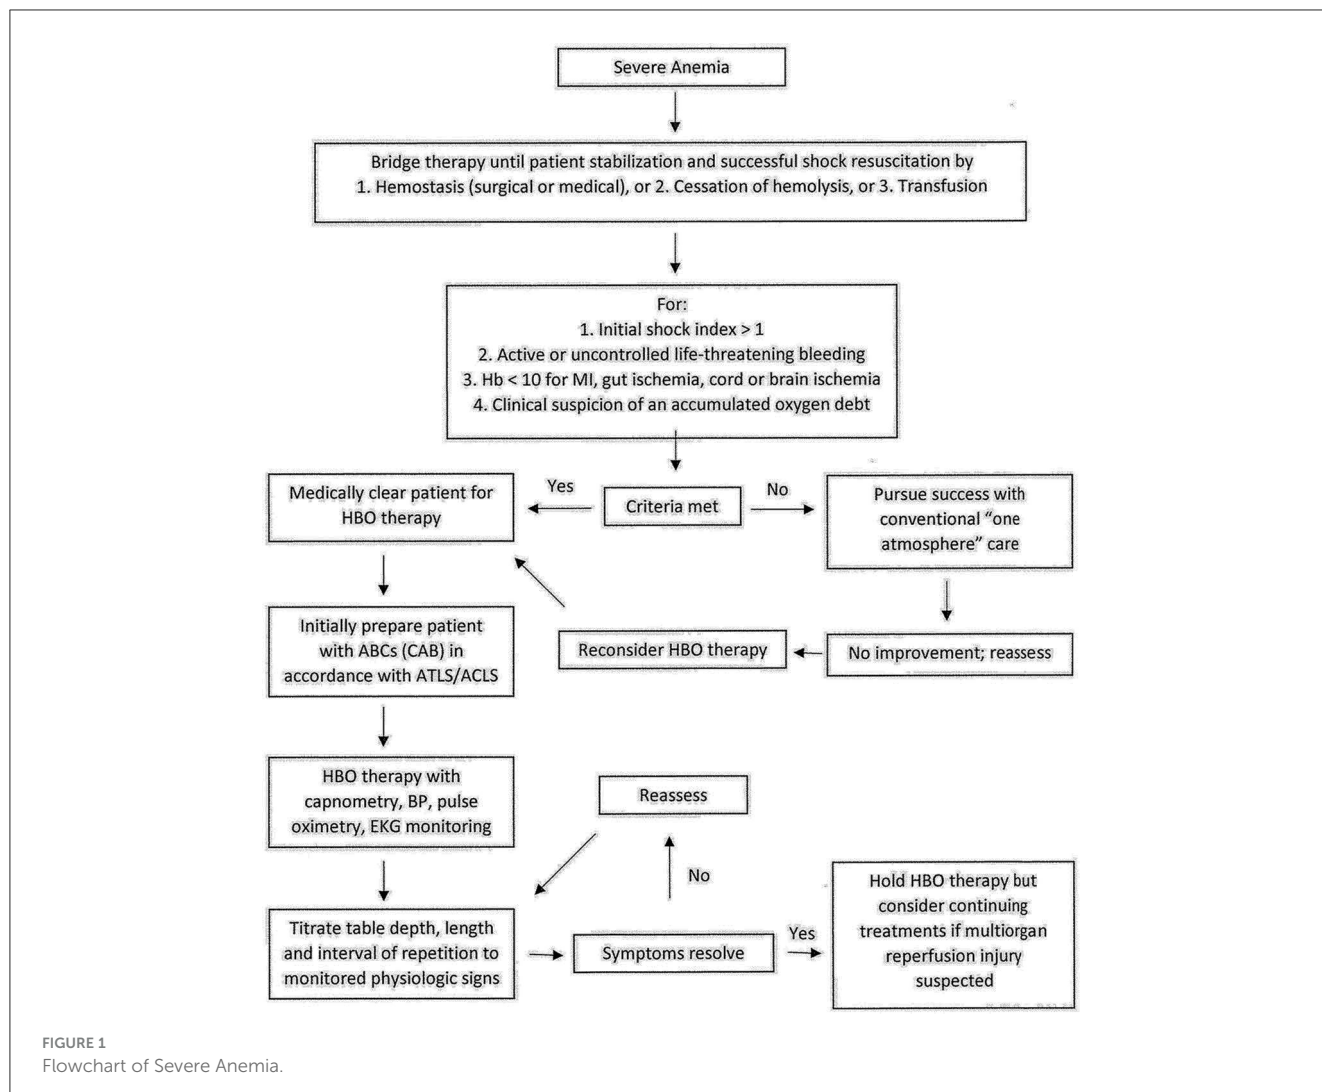 Severe Anemia
Bridge therapy until patient stabilization and successful shock resuscitation by
1. Hemostasis (surgical or medical), or 2. Cessation of hemolysis, or 3. Transfusion
For:
1. Initial shock index > 1
2. Active or uncontrolled life-threatening bleeding
3. Hb < 10 for MI, gut ischemia, cord or brain ischemia
4. Clinical suspicion of an accumulated oxygen debt
Criteria met
Yes
No
Medically clear patient for
HBO therapy
Pursue success with
conventional “one
atmosphere” care
Initially prepare patient
with ABCs (CAB) in
accordance with ATLS/ACLS
Reconsider HBO therapy
No improvement; reassess
HBO therapy with
capnometry, BP, pulse
oximetry, EKG monitoring
Reassess
No
Titrate table depth, length
and interval of repetition to
monitored physiologic signs
Symptoms resolve
Yes
Hold HBO therapy but
consider continuing
treatments if multiorgan
reperfusion injury
suspected
FIGURE 1
Flowchart of Severe Anemia.